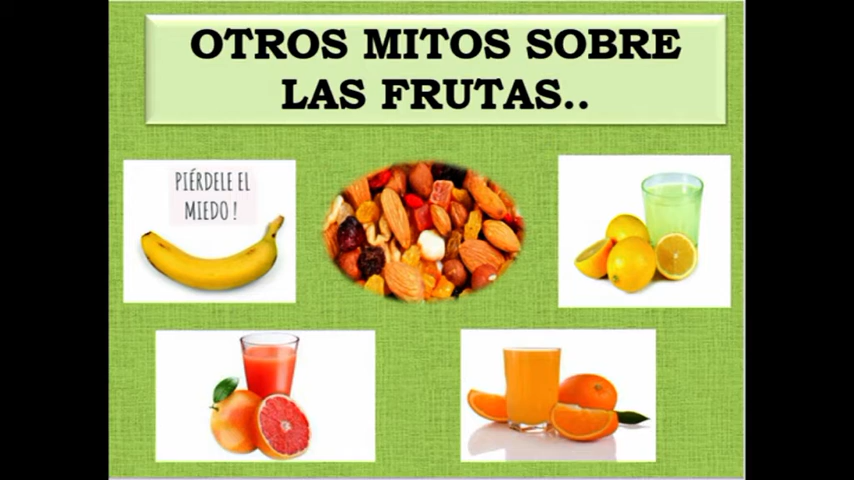 OTROS MITOS SOBRE
LAS FRUTAS..
PIÉRDELE EL
MIEDO !